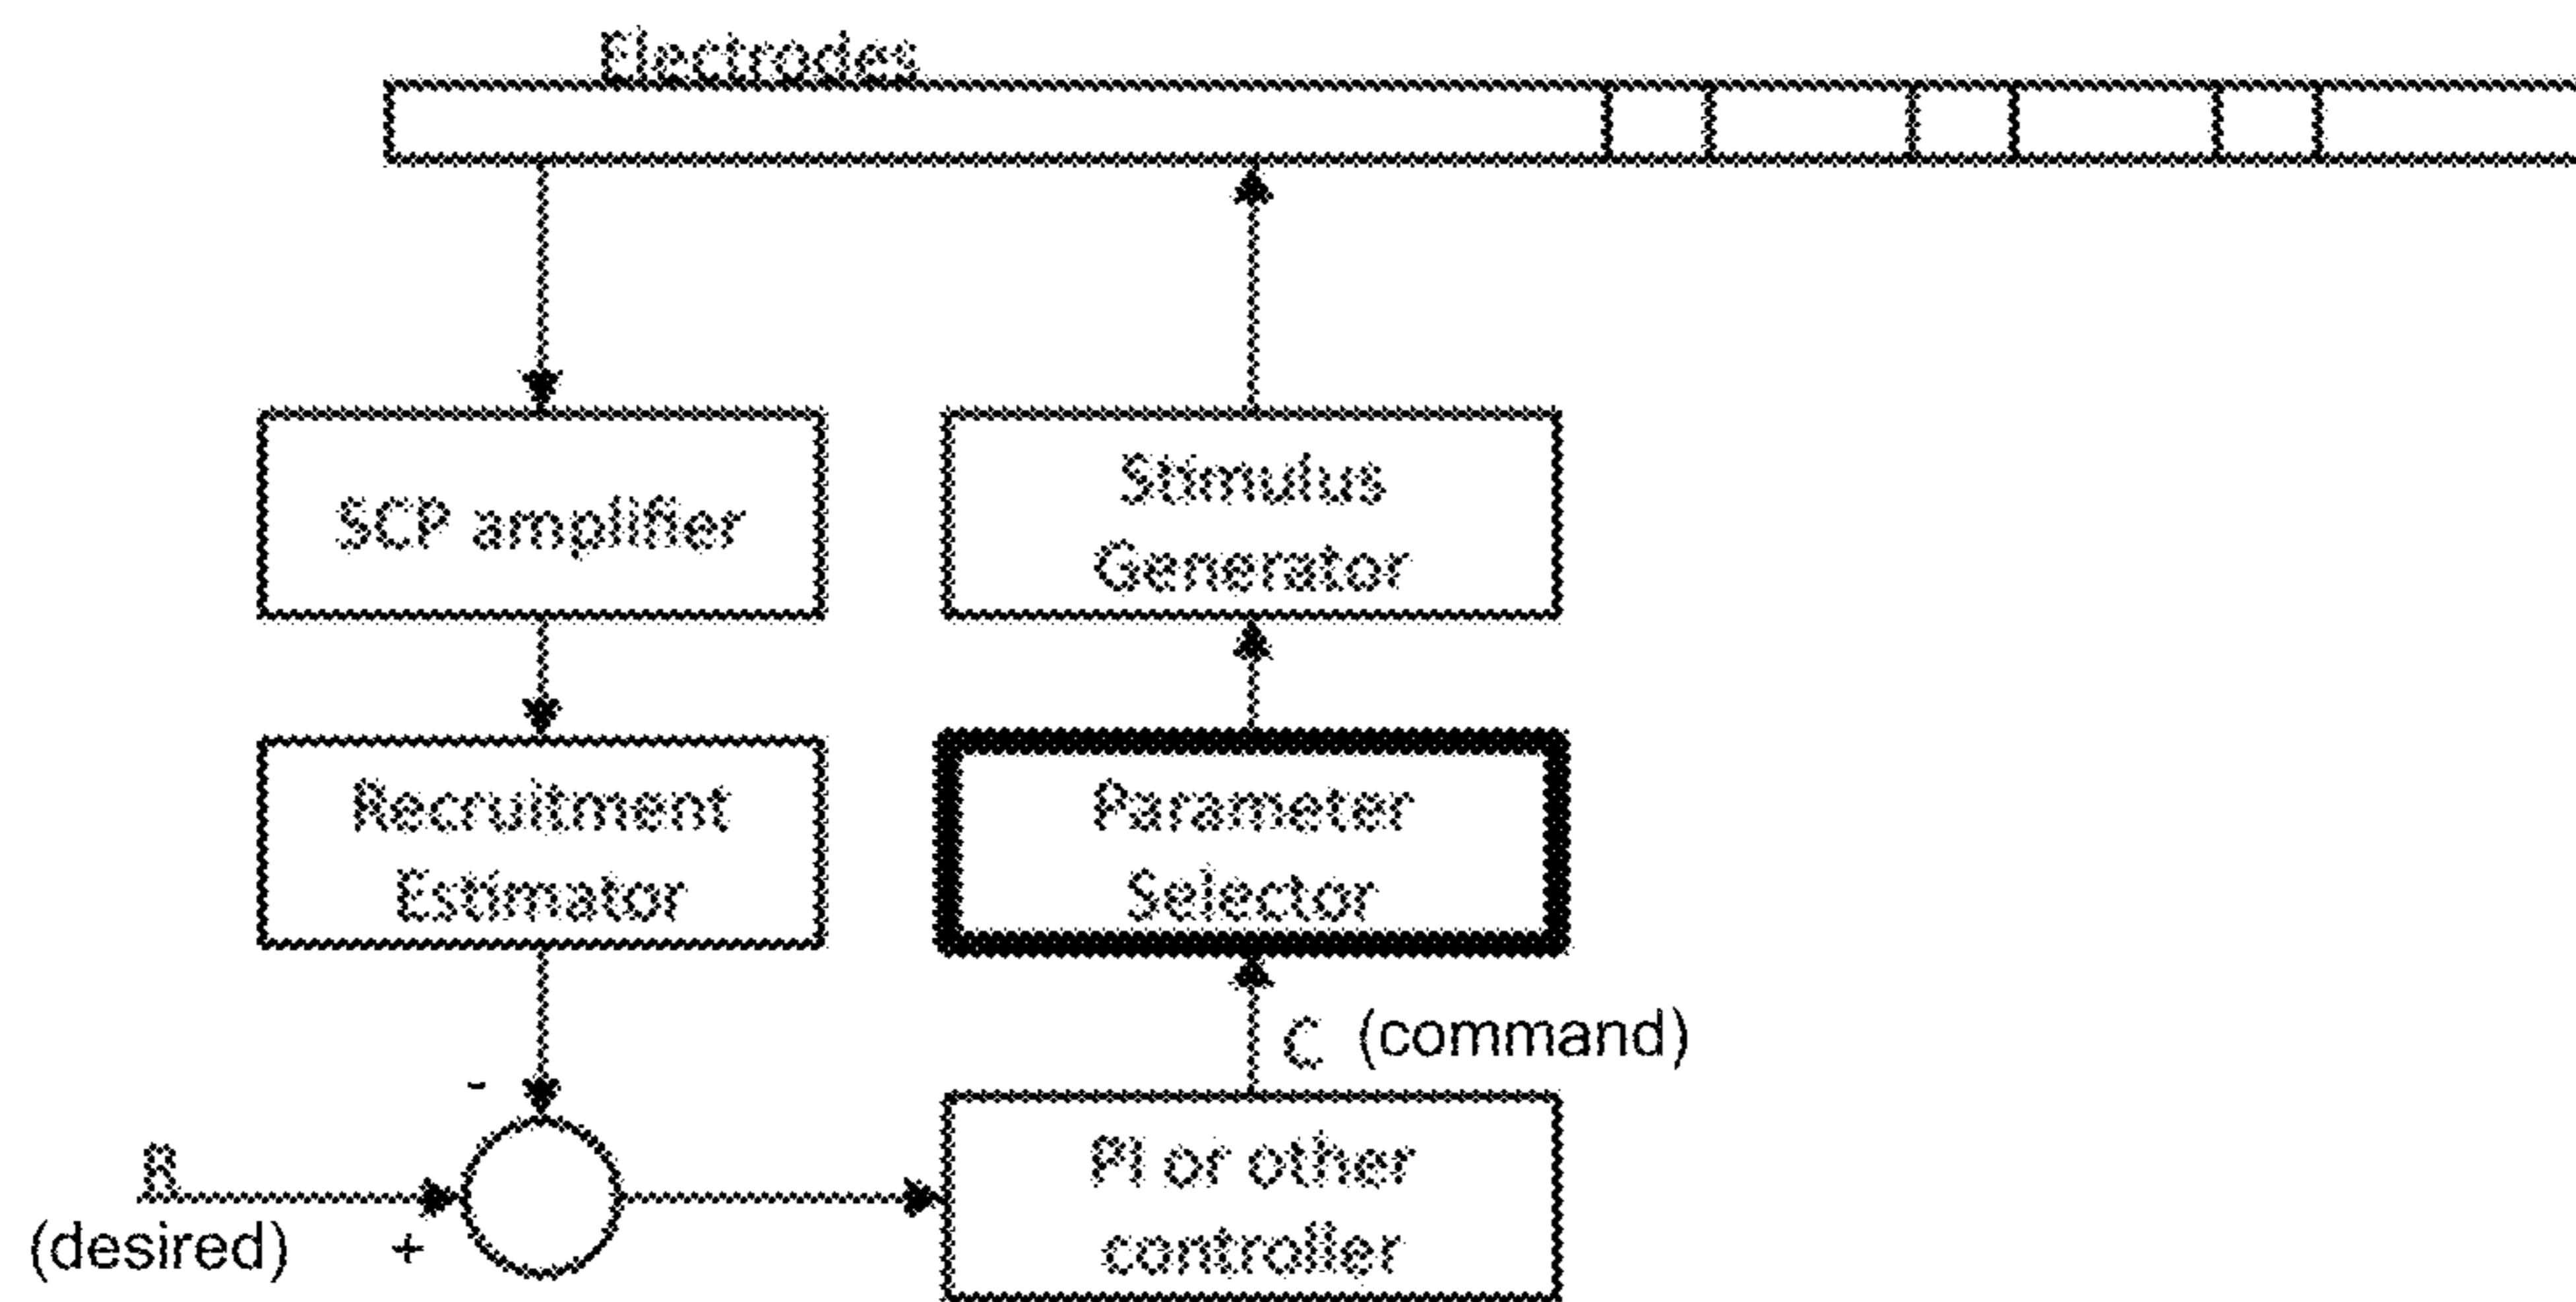 Electrodes
SCP amplifier
Stimulus
Generator
Recruitment
Estimator
Parameter
Selector
C (command)
-
R
(desired)
+
PI or other
controller